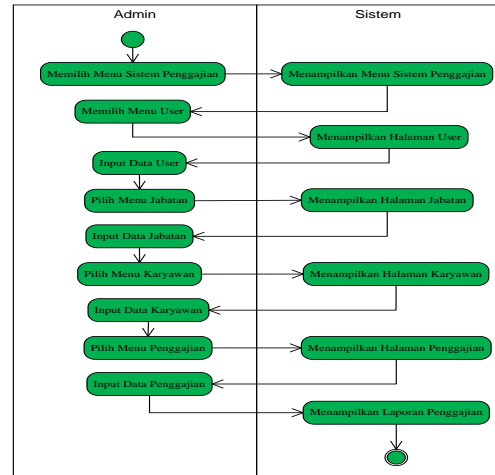 Admin
Sistem
Memilih Menu Sistem Penggajian
Menampilkan Menu Sistem Penggajian
Memilih Menu User
Menampilkan Halaman User
Input Data User
Pilih Menu Jabatan
Menampilkan Halaman Jabatan
Input Data Jabatan
Pilih Menu Karyawan
Menampilkan Halaman Karyawan
Input Data Karyawan
Pilih Menu Penggajian
Menampilkan Halaman Penggajian
Input Data Penggajian
Menampilkan Laporan Penggajian